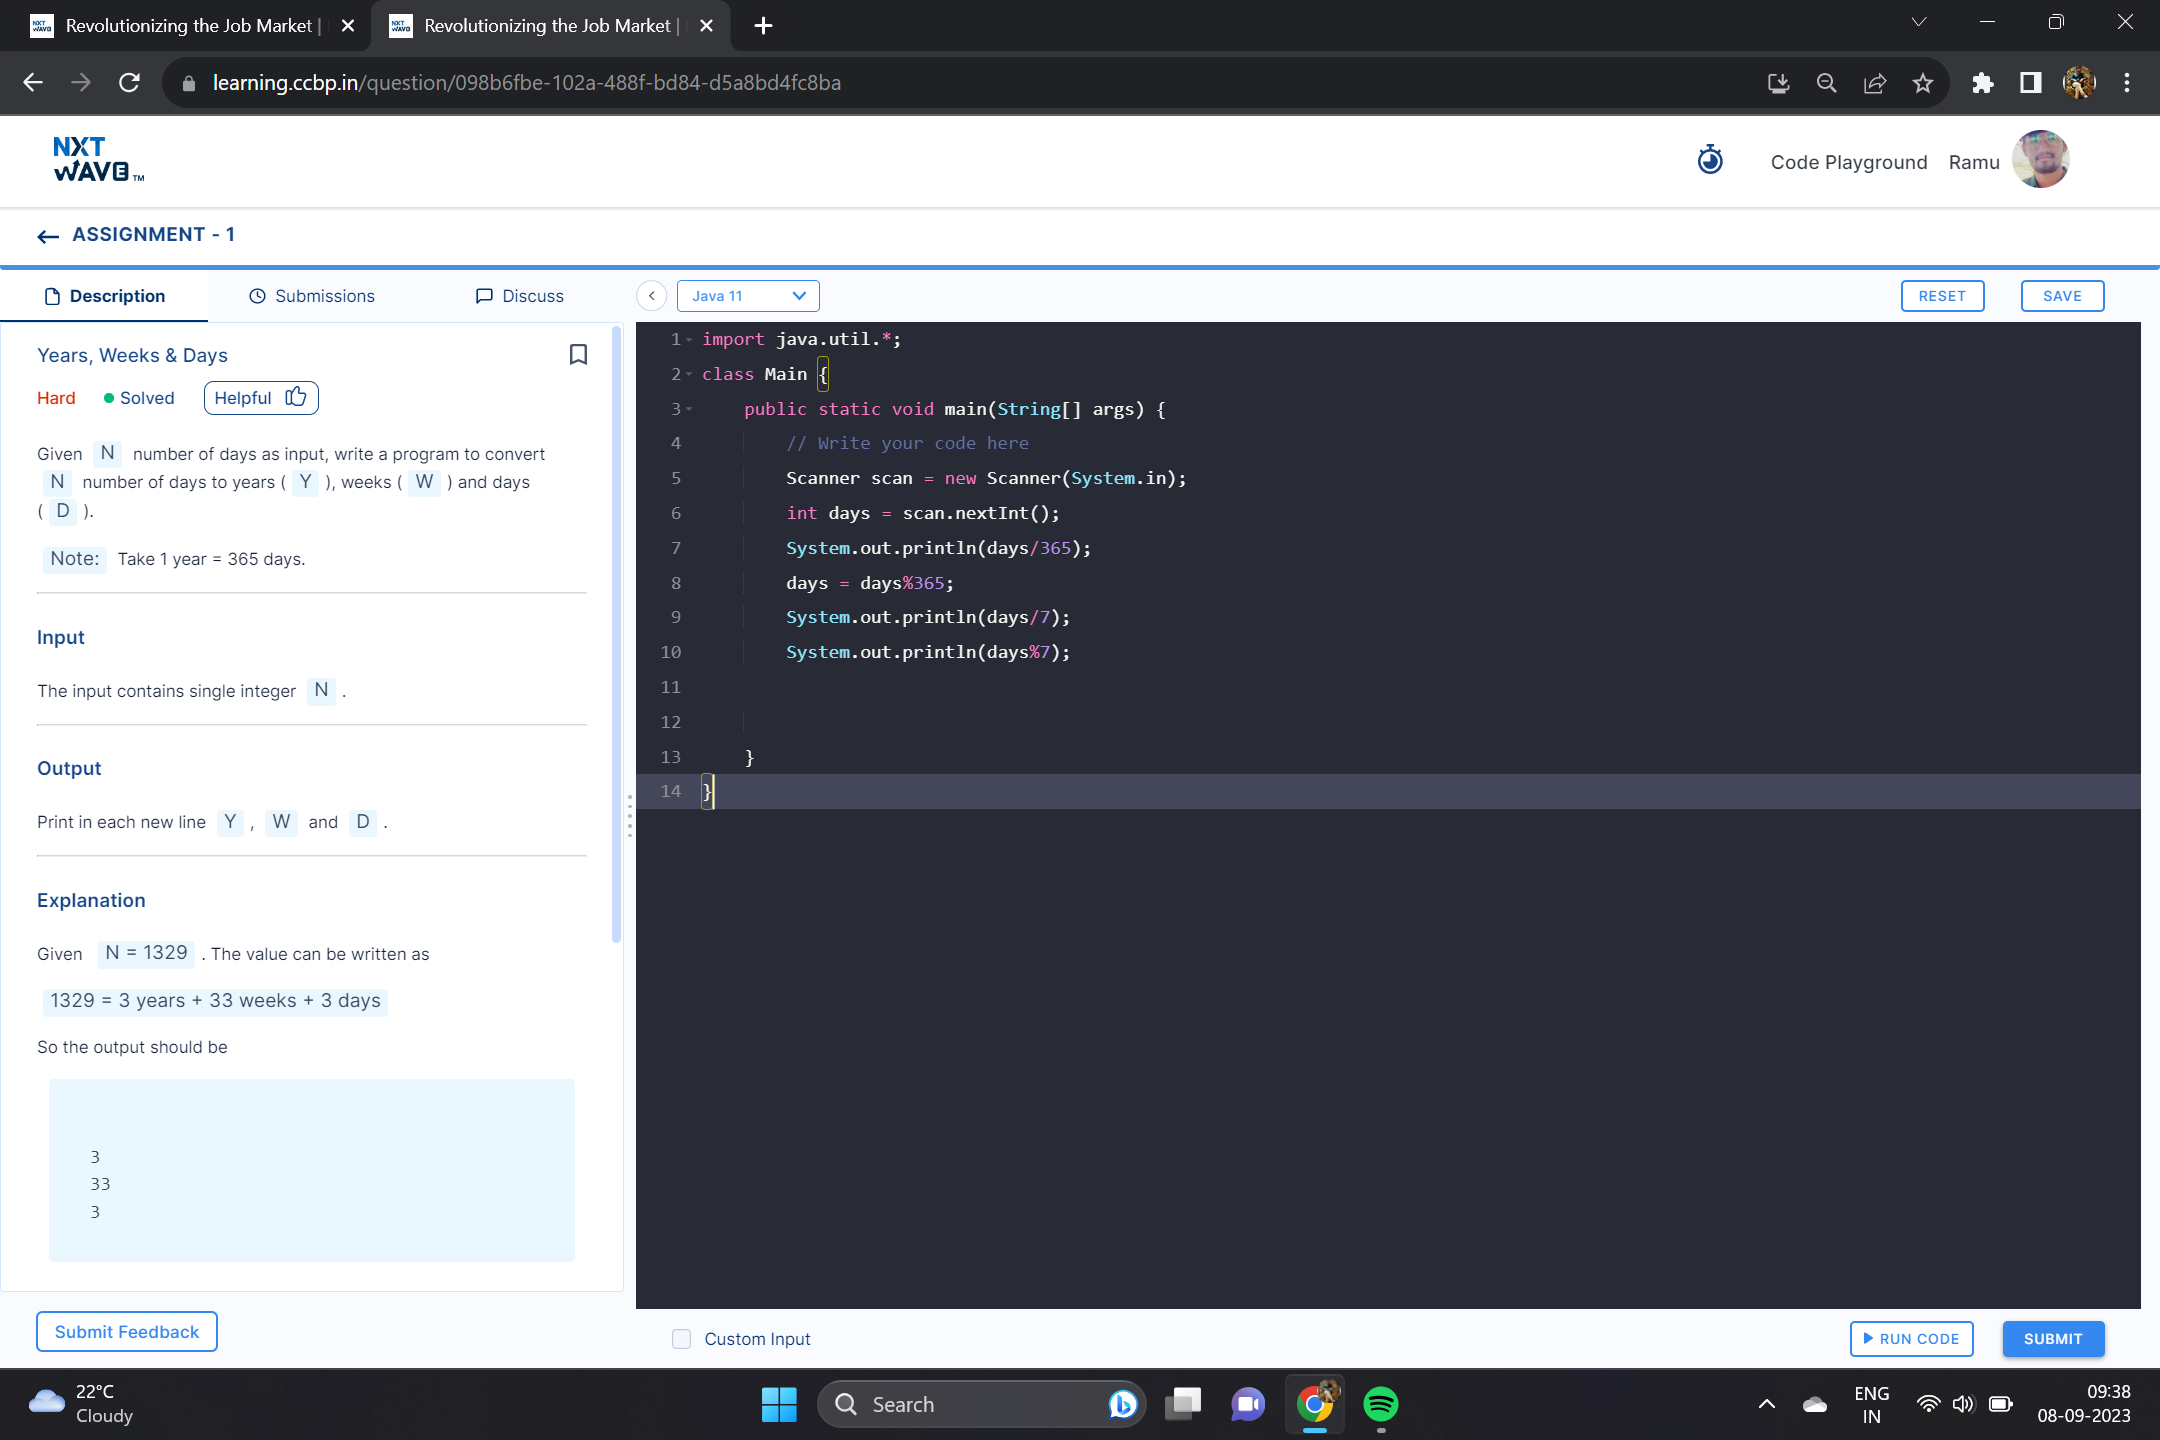 Revolutionizing the Job Market |
Revolutionizing the Job Market |
learning.ccbp.in/question/098b6fbe-102a-488f-bd84-d5a8bd4fc8ba
NXT
WAVE TM
Code Playground Ramu
ASSIGNMENT - 1
Description Submissions Discuss
Java 11
RESET SAVE
Years, Weeks & Days
Hard Solved Helpful
Given N number of days as input, write a program to convert
N number of days to years ( Y ), weeks ( W ) and days
( D ).
Note: Take 1 year = 365 days.
Input
The input contains single integer N .
Output
Print in each new line Y , W and D .
Explanation
Given N = 1329 . The value can be written as
1329 = 3 years + 33 weeks + 3 days
So the output should be
3
33
3
Submit Feedback
1 import java.util.*;
2 class Main {
3 public static void main(String[] args) {
4 // Write your code here
5 Scanner scan = new Scanner(System.in);
6 int days = scan.nextInt();
7 System.out.println(days/365);
8 days = days%365;
9 System.out.println(days/7);
10 System.out.println(days%7);
11
12
13 }
14 }
Custom Input
RUN CODE SUBMIT
22°C
Cloudy
Search
ENG
IN
09:38
08-09-2023